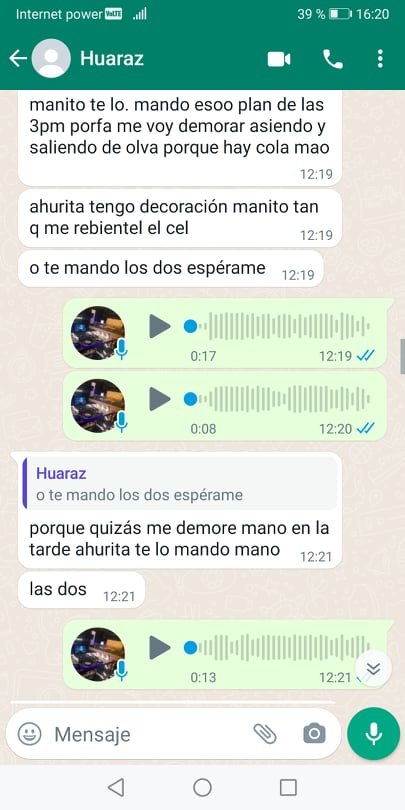 Internet power VoLTE 39 % 16:20
Huaraz
manito te lo. mando esoo plan de las
3pm porfa me voy demorar asiendo y
saliendo de olva porque hay cola mao
12:19
ahurita tengo decoración manito tan
q me rebientel el cel
12:19
o te mando los dos espérame 12:19
0:17 12:19
0:08 12:20
Huaraz
o te mando los dos espérame
porque quizás me demore mano en la
tarde ahurita te lo mando mano 12:21
las dos 12:21
0:13 12:21
Mensaje